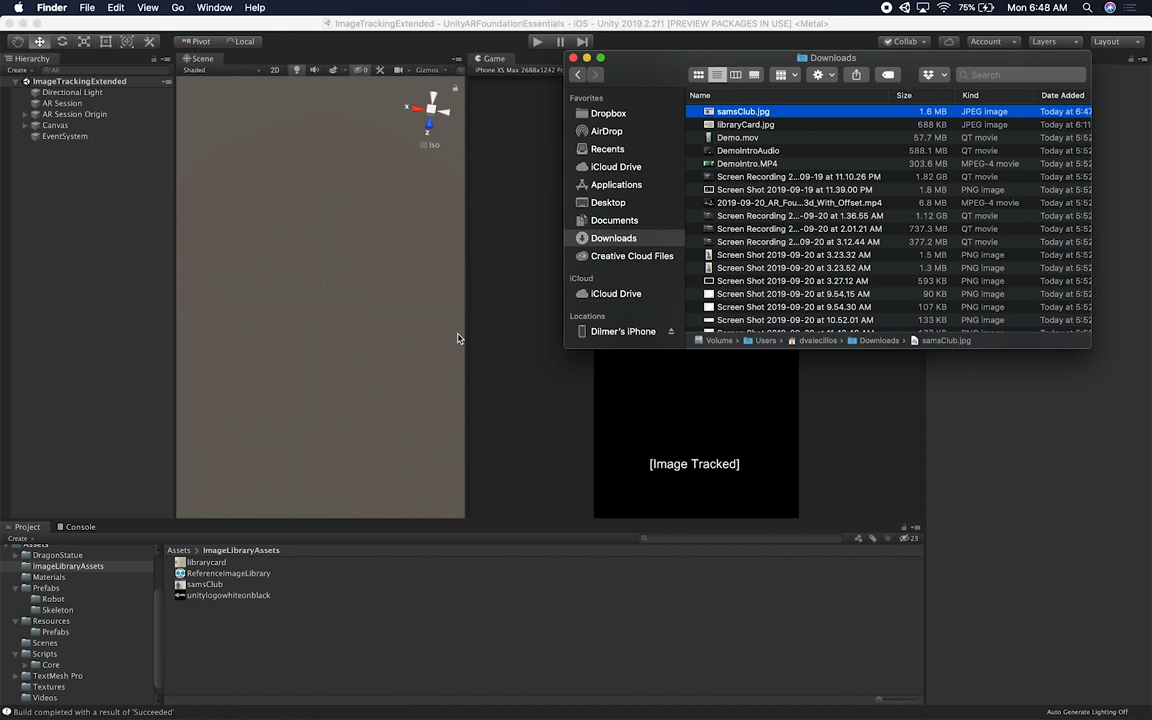 Finder File Edit View Go Window Help
75% Mon 6:48 AM
ImageTrackingExtended - UnityARFoundationEssentials - iOS - Unity 2019.2.2f1 [PREVIEW PACKAGES IN USE] <Metal>
Pivot Local
Collab Account Layers Layout
Hierarchy
Create
All
ImageTrackingExtended
Directional Light
AR Session
AR Session Origin
Canvas
EventSystem
Scene
Shaded 2D 0 Gizmos
x
z
Iso
Game
iPhone XS Max 2688x1242
Downloads
Search
Favorites
Dropbox
AirDrop
Recents
iCloud Drive
Applications
Desktop
Documents
Downloads
Creative Cloud Files
iCloud
iCloud Drive
Locations
Dilmer's iPhone
Name Size Kind Date Added
samsClub.jpg 1.6 MB JPEG image Today at 6:47
libraryCard.jpg 688 KB JPEG image Today at 6:11
Demo.mov 57.7 MB QT movie Today at 5:52
DemoIntroAudio 588.1 MB QT movie Today at 5:52
DemoIntro.MP4 303.6 MB MPEG-4 movie Today at 5:52
Screen Recording 2...09-19 at 11.10.26 PM 1.82 GB QT movie Today at 5:52
Screen Shot 2019-09-19 at 11.39.00 PM 1.8 MB PNG image Today at 5:52
2019-09-20_AR_Fou...3d_With_Offset.mp4 6.8 MB MPEG-4 movie Today at 5:52
Screen Recording 2...-09-20 at 1.36.55 AM 1.12 GB QT movie Today at 5:52
Screen Recording 2...-09-20 at 2.01.21 AM 737.3 MB QT movie Today at 5:52
Screen Recording 2...-09-20 at 3.12.44 AM 377.2 MB QT movie Today at 5:52
Screen Shot 2019-09-20 at 3.23.32 AM 1.5 MB PNG image Today at 5:52
Screen Shot 2019-09-20 at 3.23.52 AM 1.3 MB PNG image Today at 5:52
Screen Shot 2019-09-20 at 3.27.12 AM 593 KB PNG image Today at 5:52
Screen Shot 2019-09-20 at 9.54.15 AM 90 KB PNG image Today at 5:52
Screen Shot 2019-09-20 at 9.54.30 AM 107 KB PNG image Today at 5:52
Screen Shot 2019-09-20 at 10.52.01 AM 133 KB PNG image Today at 5:52
Volume › Users › dvalecillos › Downloads › samsClub.jpg
[Image Tracked]
Project Console
Create
23
Assets
DragonStatue
ImageLibraryAssets
Materials
Prefabs
Robot
Skeleton
Resources
Prefabs
Scenes
Scripts
Core
TextMesh Pro
Textures
Videos
Assets › ImageLibraryAssets
librarycard
ReferenceImageLibrary
samsClub
unitylogowhiteonblack
Build completed with a result of 'Succeeded'
Auto Generate Lighting Off